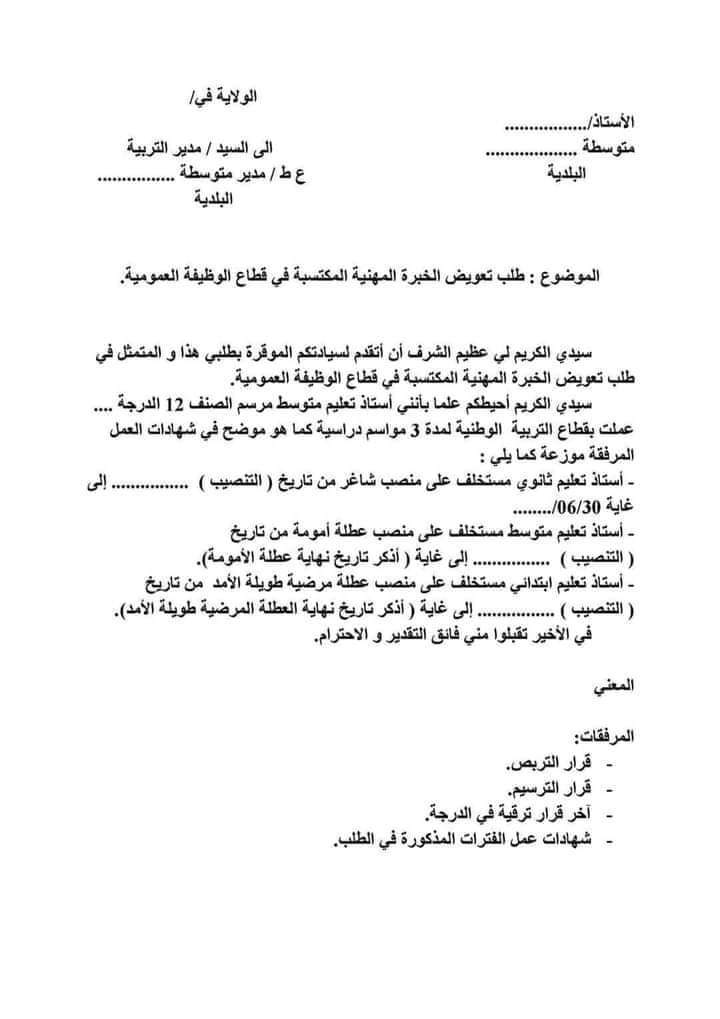 الولاية في/
الأستاذ/.................
متوسطة ...................
البلدية
الى السيد / مدير التربية
ع ط / مدير متوسطة ................
البلدية
الموضوع : طلب تعويض الخبرة المهنية المكتسبة في قطاع الوظيفة العمومية.
سيدي الكريم لي عظيم الشرف أن أتقدم لسيادتكم الموقرة بطلبي هذا و المتمثل في
طلب تعويض الخبرة المهنية المكتسبة في قطاع الوظيفة العمومية.
سيدي الكريم أحيطكم علما بأنني أستاذ تعليم متوسط مرسم الصنف 12 الدرجة ....
عملت بقطاع التربية الوطنية لمدة 3 مواسم دراسية كما هو موضح في شهادات العمل
المرفقة موزعة كما يلي :
- أستاذ تعليم ثانوي مستخلف على منصب شاغر من تاريخ ( التنصيب ) ................ إلى
غاية 06/30/........
- أستاذ تعليم متوسط مستخلف على منصب عطلة أمومة من تاريخ
( التنصيب ) ................ إلى غاية ( أذكر تاريخ نهاية عطلة الأمومة).
- أستاذ تعليم ابتدائي مستخلف على منصب عطلة مرضية طويلة الأمد من تاريخ
( التنصيب ) ................ إلى غاية ( أذكر تاريخ نهاية العطلة المرضية طويلة الأمد).
في الأخير تقبلوا مني فائق التقدير و الاحترام.
المعني
المرفقات:
- قرار التربص.
- قرار الترسيم.
- آخر قرار ترقية في الدرجة.
- شهادات عمل الفترات المذكورة في الطلب.